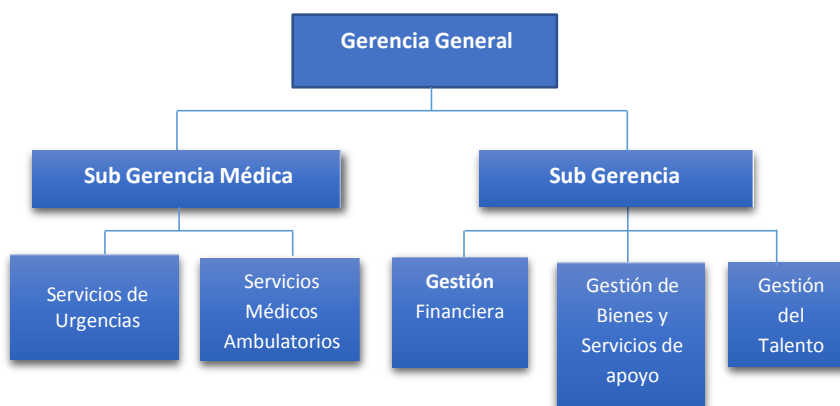 Gerencia General
Sub Gerencia Médica
Sub Gerencia
Servicios de
Urgencias
Servicios
Médicos
Ambulatorios
Gestión
Financiera
Gestión de
Bienes y
Servicios de
apoyo
Gestión
del
Talento